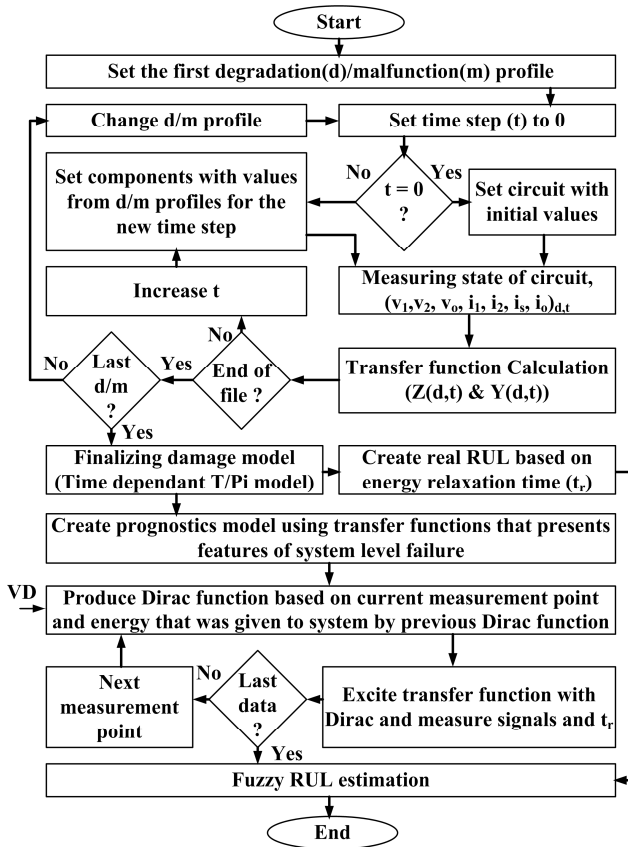 Start
Set the first degradation(d)/malfunction(m) profile
Change d/m profile
Set time step (t) to 0
No
Yes
t = 0
?
Set components with values
from d/m profiles for the
new time step
Set circuit with
initial values
Increase t
Measuring state of circuit,
(v₁,v₂, vₒ, i₁, i₂, iₛ, iₒ)d,t
No
Yes
No
Last
d/m
?
End of
file ?
Transfer function Calculation
(Z(d,t) & Y(d,t))
Yes
Finalizing damage model
(Time dependant T/Pi model)
Create real RUL based on
energy relaxation time (tᵣ)
Create prognostics model using transfer functions that presents
features of system level failure
VD
Produce Dirac function based on current measurement point
and energy that was given to system by previous Dirac function
Next
measurement
point
No
Last
data
?
Excite transfer function with
Dirac and measure signals and tᵣ
Yes
Fuzzy RUL estimation
End